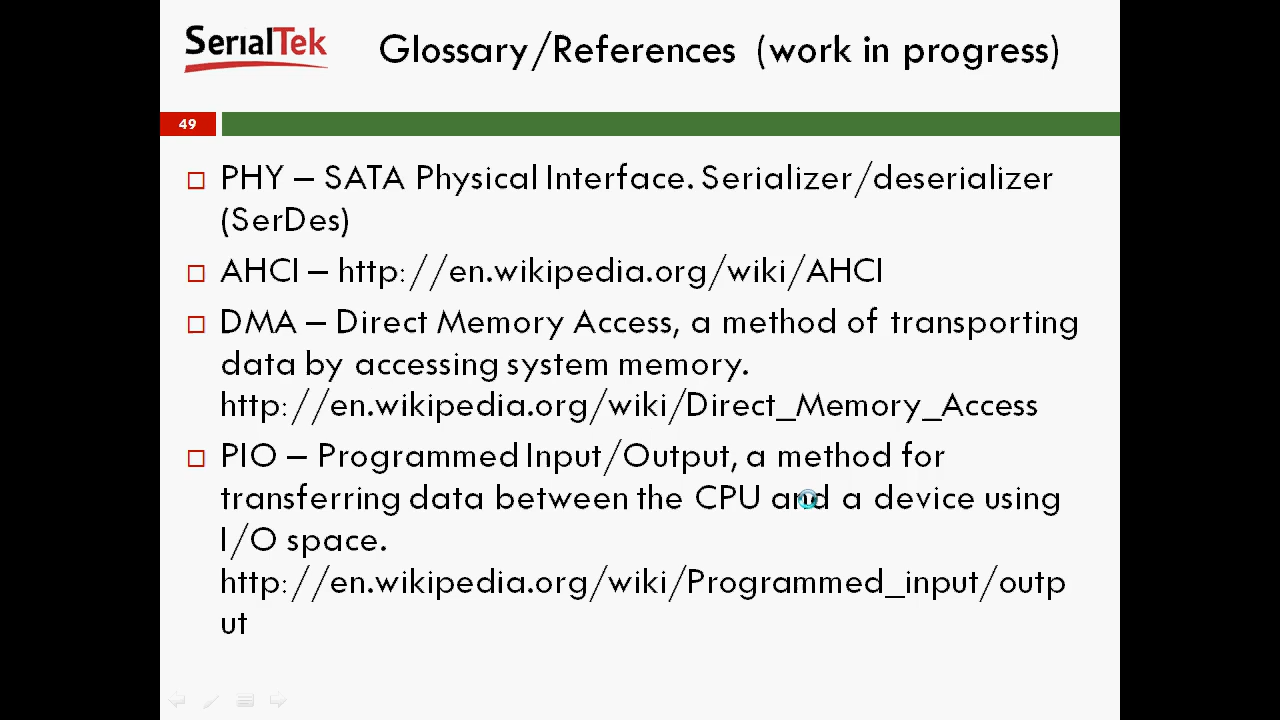 SerialTek
Glossary/References (work in progress)
49
PHY – SATA Physical Interface. Serializer/deserializer
(SerDes)
AHCI – http://en.wikipedia.org/wiki/AHCI
DMA – Direct Memory Access, a method of transporting
data by accessing system memory.
http://en.wikipedia.org/wiki/Direct_Memory_Access
PIO – Programmed Input/Output, a method for
transferring data between the CPU and a device using
I/O space.
http://en.wikipedia.org/wiki/Programmed_input/outp
ut